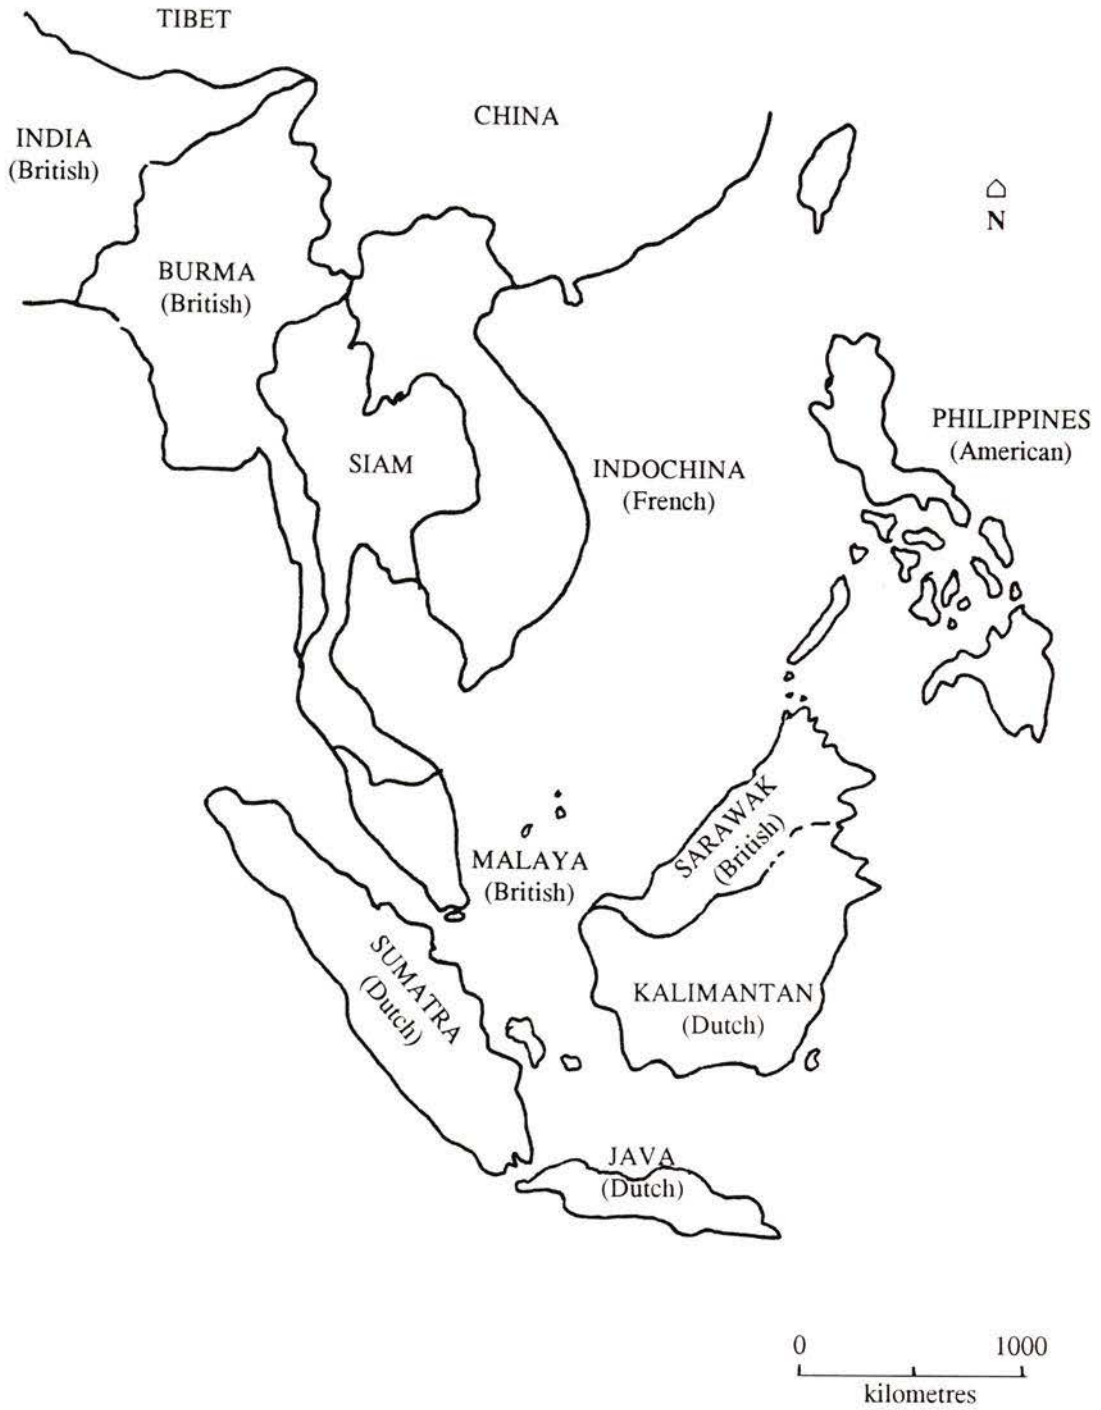 TIBET
CHINA
INDIA
(British)
N
BURMA
(British)
PHILIPPINES
(American)
SIAM
INDOCHINA
(French)
SARAWAK
(British)
MALAYA
(British)
SUMATRA
(Dutch)
KALIMANTAN
(Dutch)
JAVA
(Dutch)
0 1000
kilometres